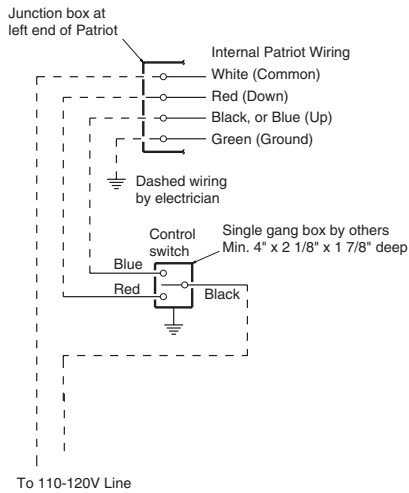 Junction box at
left end of Patriot
Internal Patriot Wiring
White (Common)
Red (Down)
Black, or Blue (Up)
Green (Ground)
Dashed wiring
by electrician
Control
switch
Single gang box by others
Min. 4" x 2 1/8" x 1 7/8" deep
Blue
Red
Black
To 110-120V Line